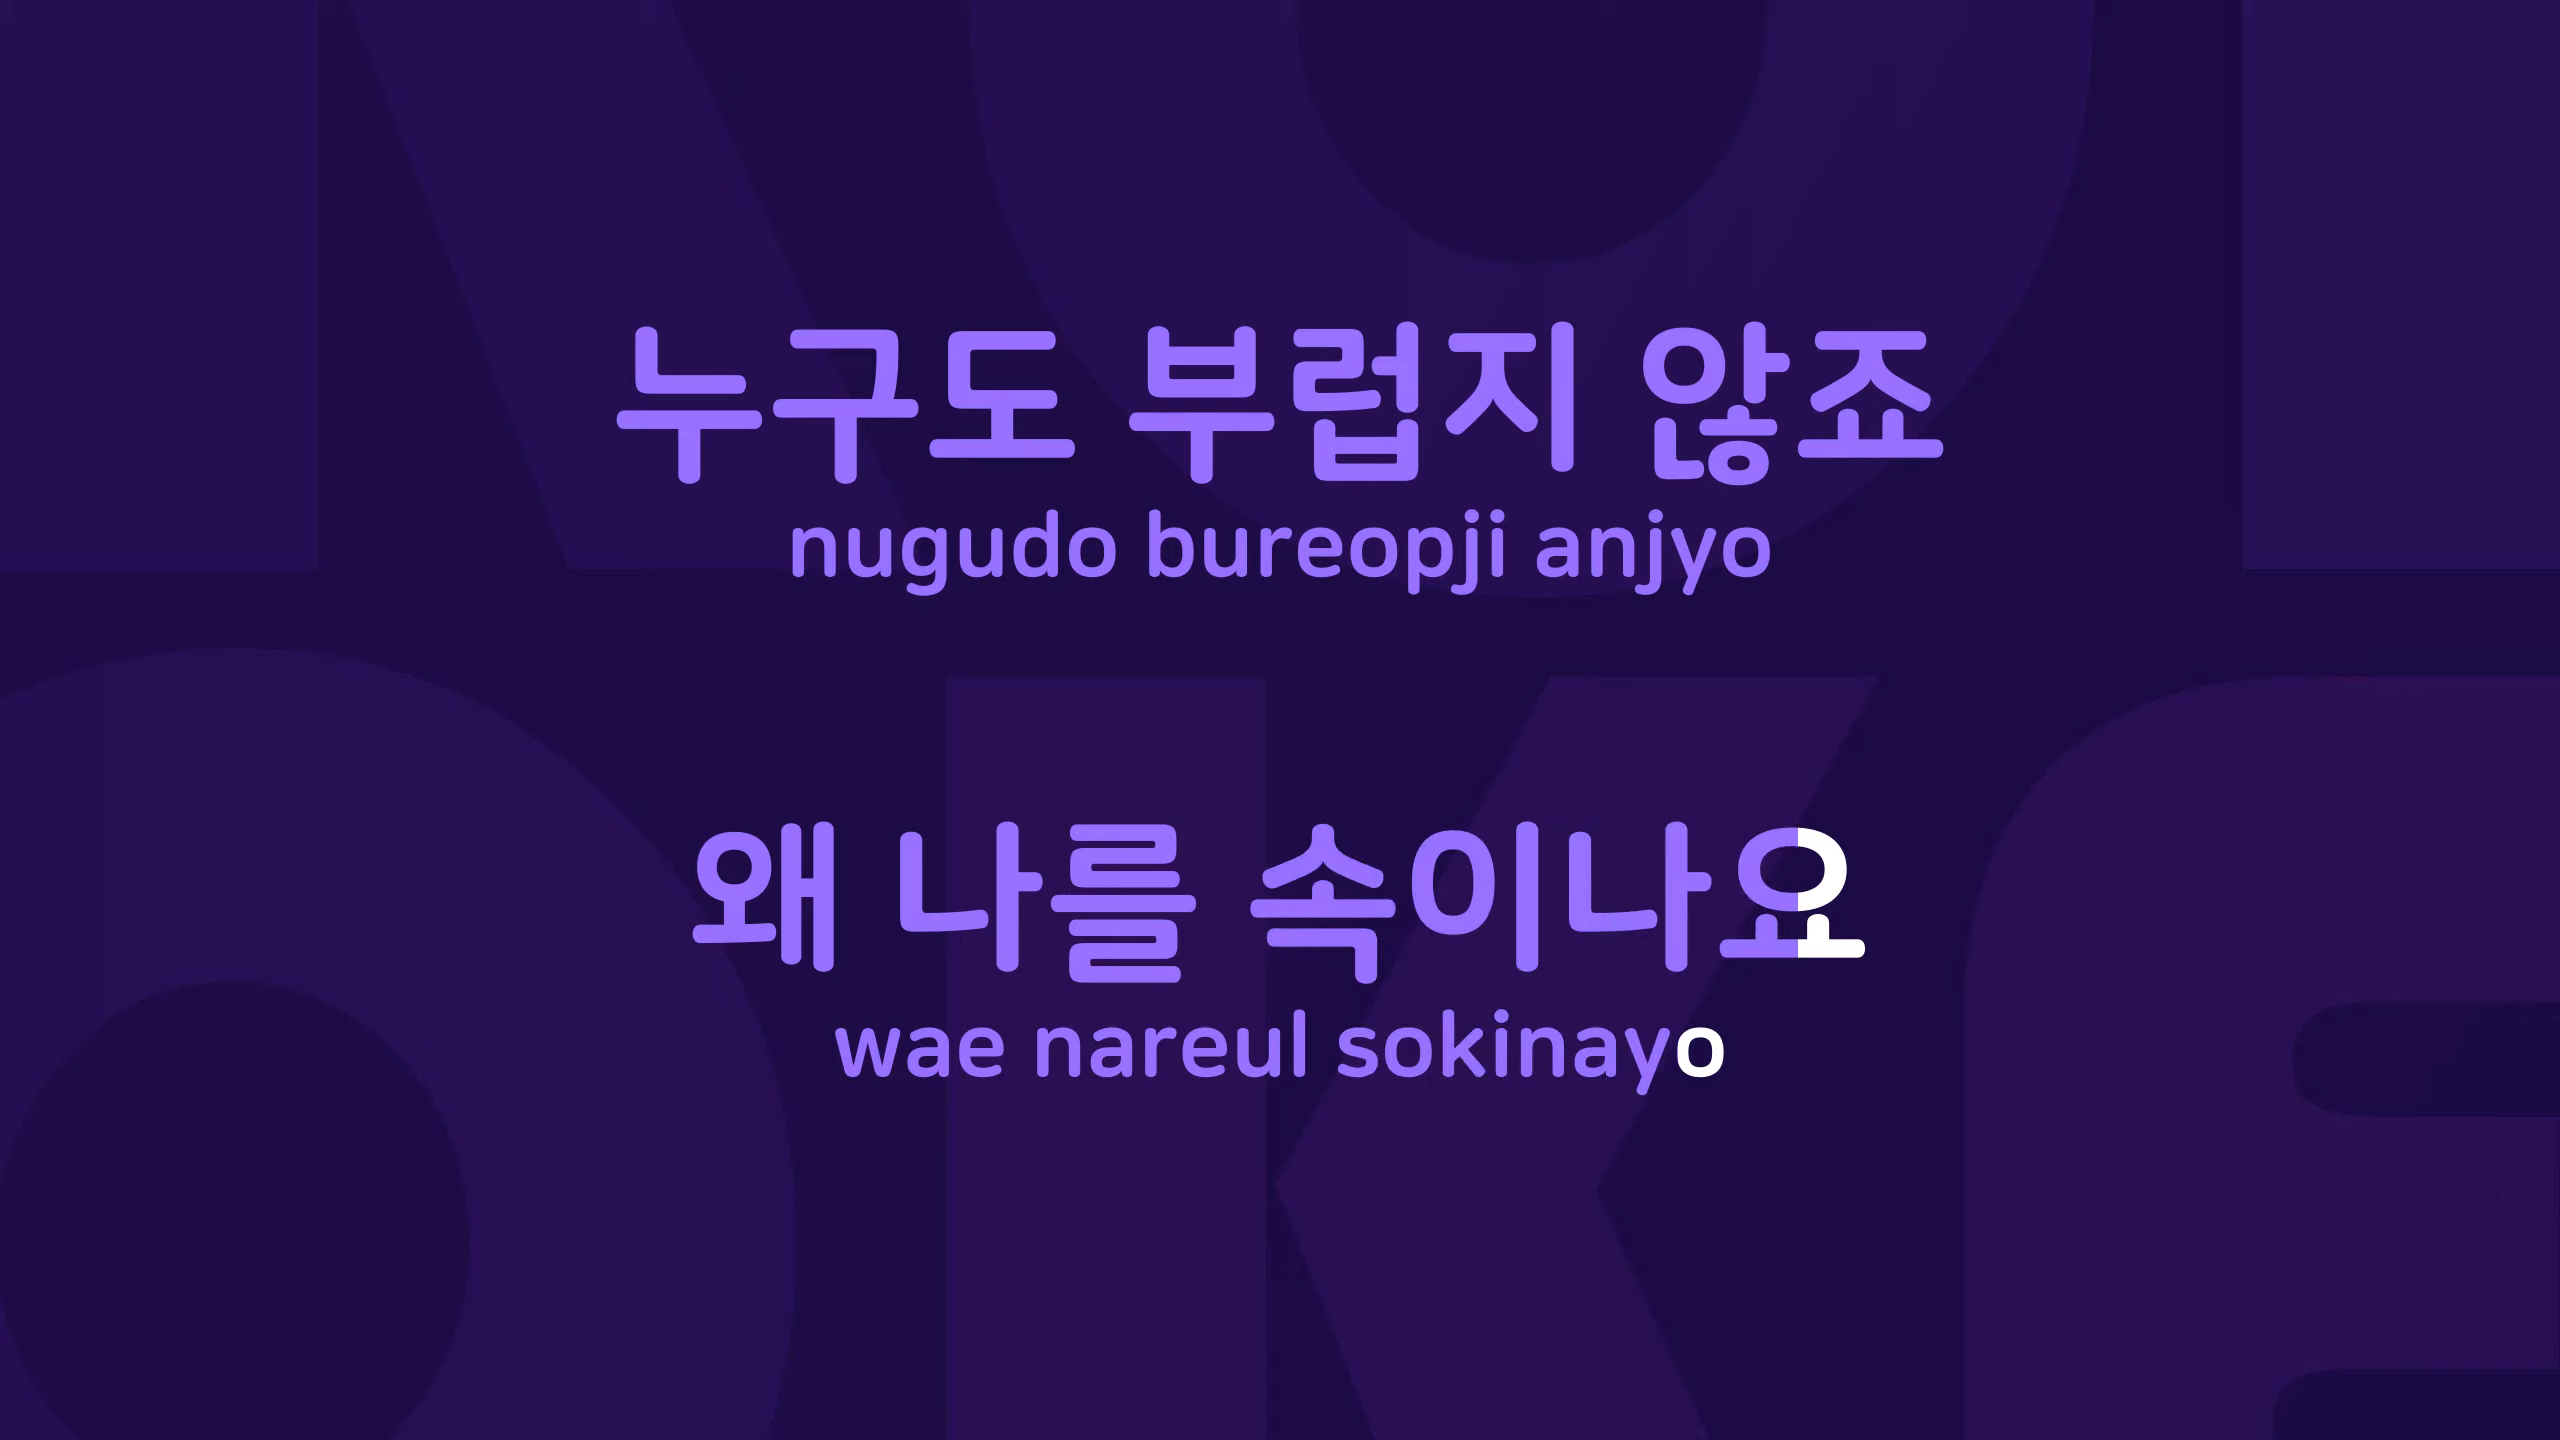 누구도 부럽지 않죠
nugudo bureopji anjyo
왜 나를 속이나요
wae nareul sokinayo